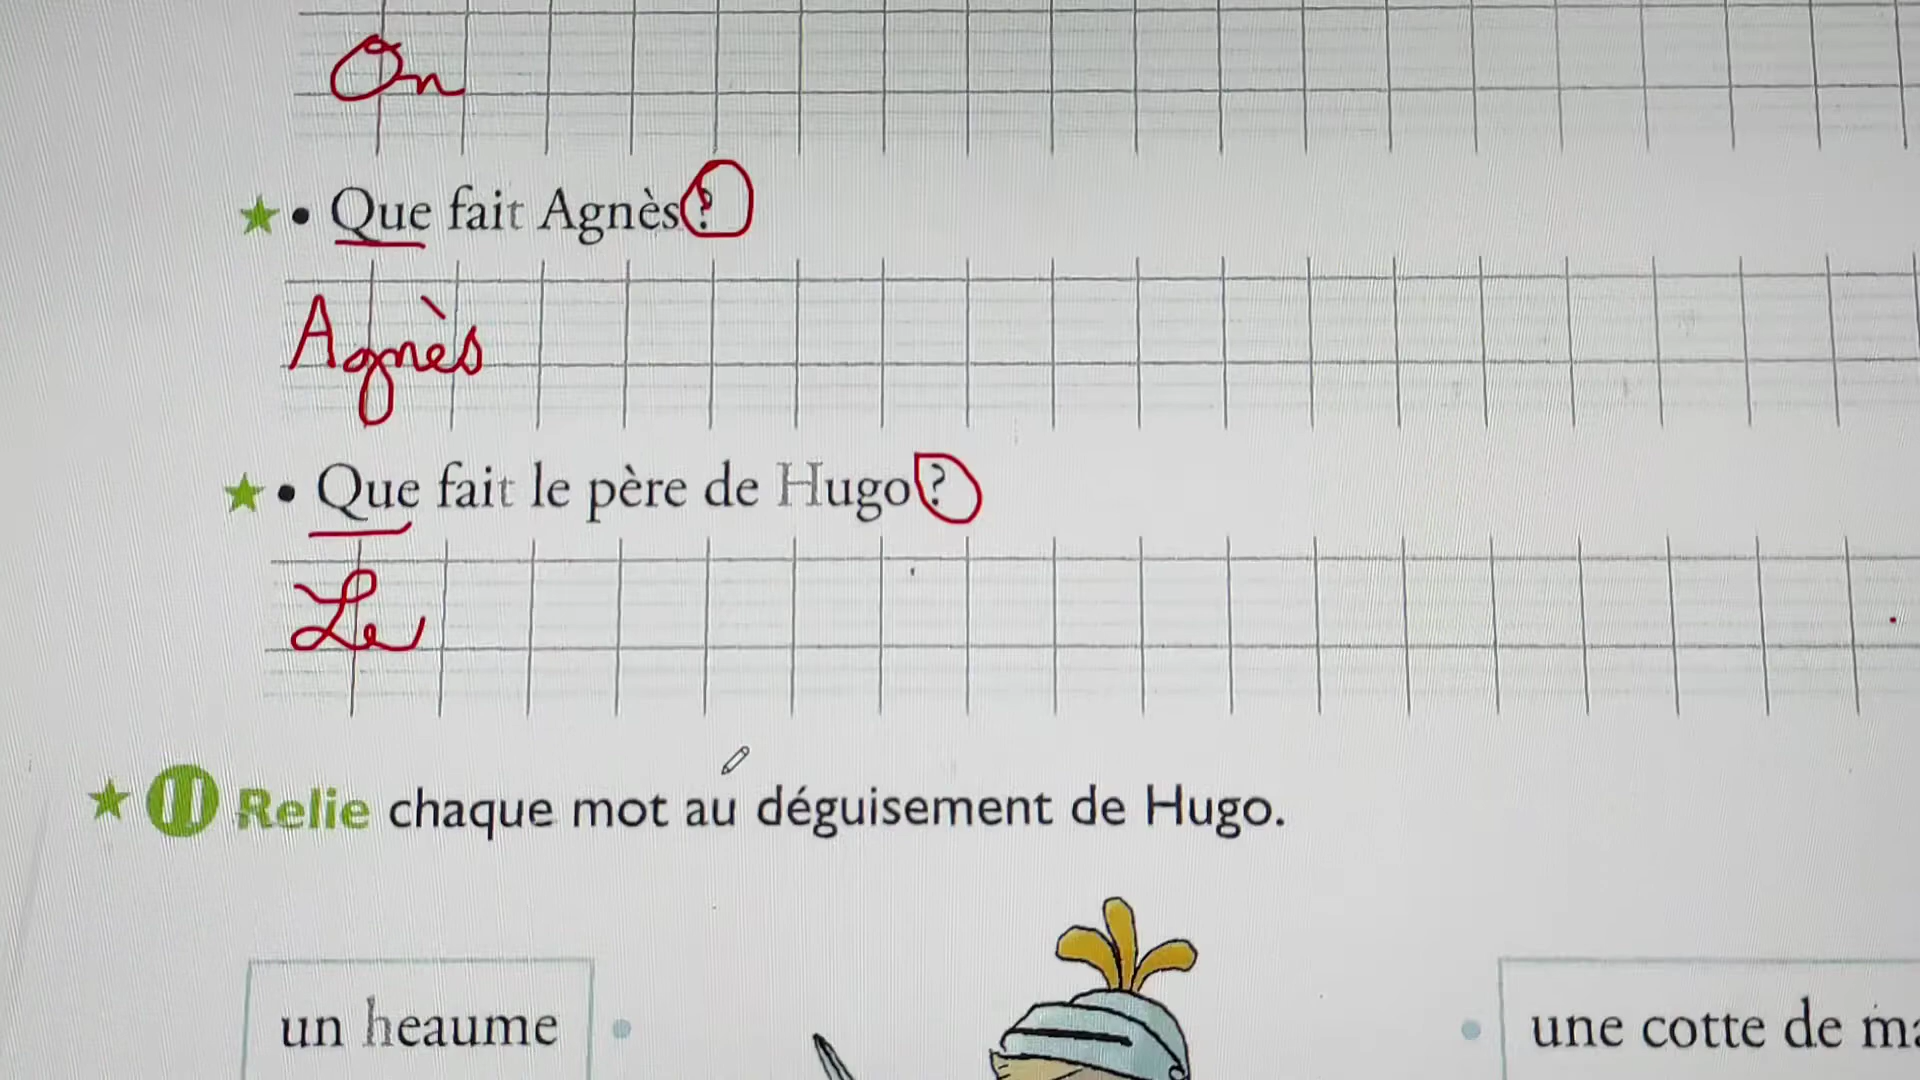 On
• Que fait Agnès ?
Agnès
• Que fait le père de Hugo ?
Le
11 Relie chaque mot au déguisement de Hugo.
un heaume
une cotte de